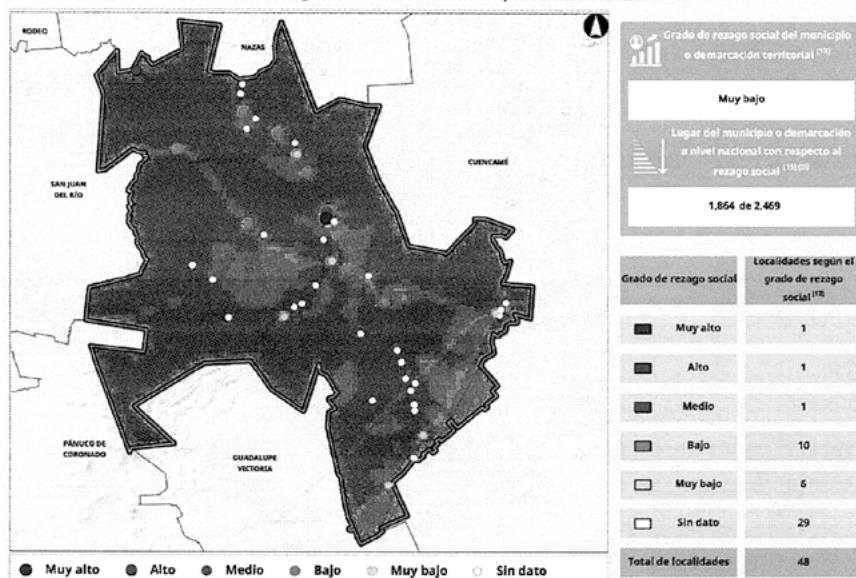 RODEO
NAZAS
CUENCAMÉ
SAN JUAN
DEL RÍO
PÁNUCO DE
CORONADO
GUADALUPE
VICTORIA
Muy alto
Alto
Medio
Bajo
Muy bajo
Sin dato
Grado de rezago social del municipio
o demarcación territorial
Muy bajo
Lugar del municipio o demarcación
a nivel nacional con respecto al
rezago social
1,864 de 2,469
Grado de rezago social
Localidades según el
grado de rezago
social
Muy alto 1
Alto 1
Medio 1
Bajo 10
Muy bajo 6
Sin dato 29
Total de localidades 48